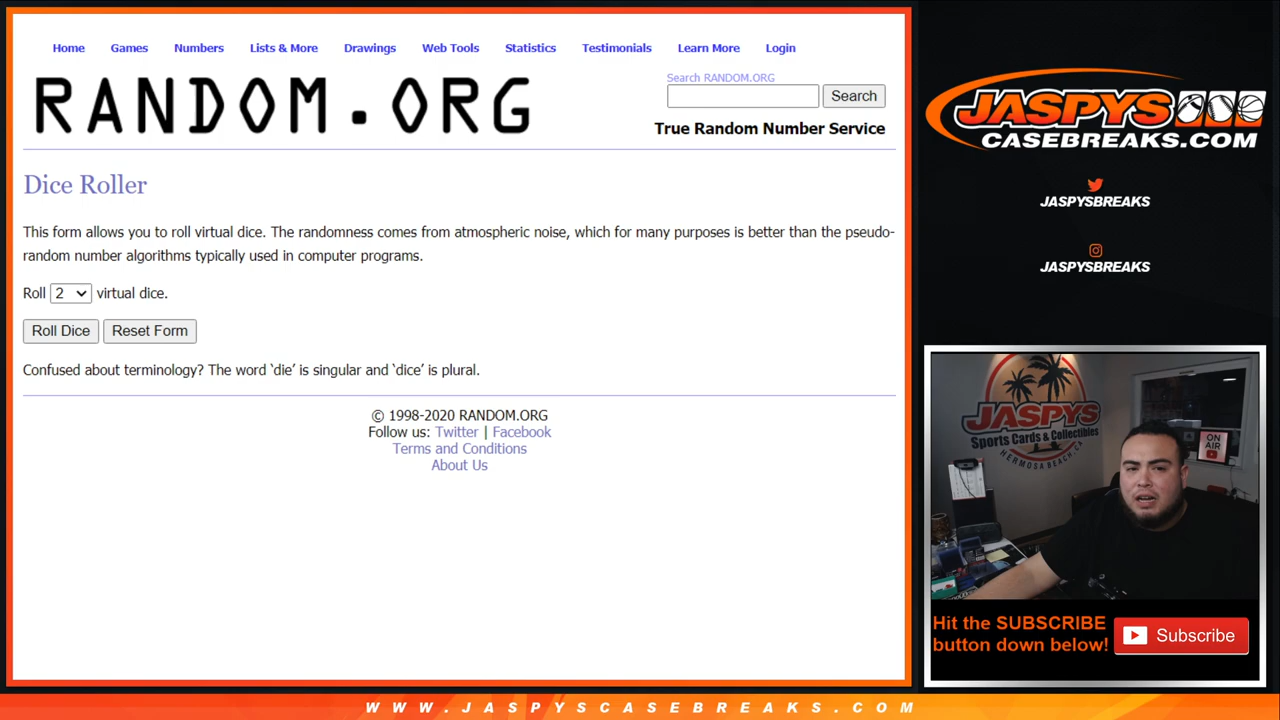 Home Games Numbers Lists & More Drawings Web Tools Statistics Testimonials Learn More Login
RANDOM.ORG
Search RANDOM.ORG
Search
True Random Number Service
Dice Roller
This form allows you to roll virtual dice. The randomness comes from atmospheric noise, which for many purposes is better than the pseudo-
random number algorithms typically used in computer programs.
Roll 2 virtual dice.
Roll Dice Reset Form
Confused about terminology? The word ‘die’ is singular and ‘dice’ is plural.
© 1998-2020 RANDOM.ORG
Follow us: Twitter | Facebook
Terms and Conditions
About Us
JASPYS
CASEBREAKS.COM
JASPYSBREAKS
JASPYSBREAKS
JASPYS
Sports Cards & Collectibles
HERMOSA BEACH, CA
ON
AIR
Hit the SUBSCRIBE
button down below!
Subscribe
WWW.JASPYSCASEBREAKS.COM